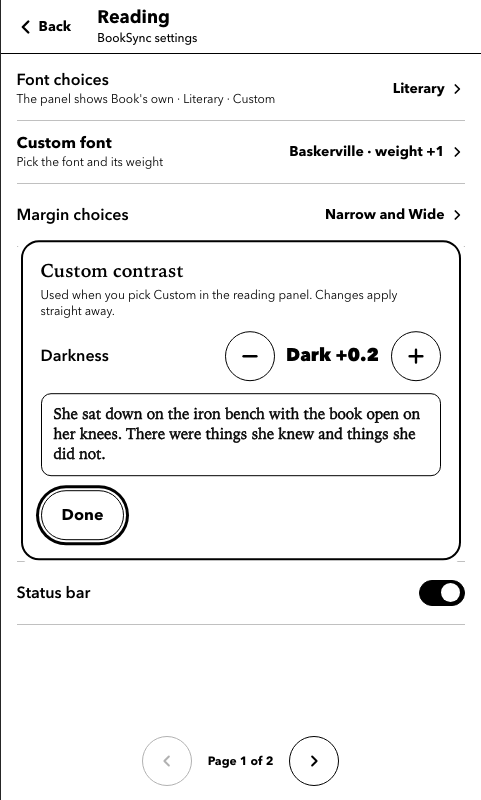 Back
Reading
BookSync settings
Font choices
The panel shows Book's own · Literary · Custom
Literary
Custom font
Pick the font and its weight
Baskerville · weight +1
Margin choices
Narrow and Wide
Custom contrast
Used when you pick Custom in the reading panel. Changes apply
straight away.
Darkness
Dark +0.2
She sat down on the iron bench with the book open on
her knees. There were things she knew and things she
did not.
Done
Status bar
Page 1 of 2